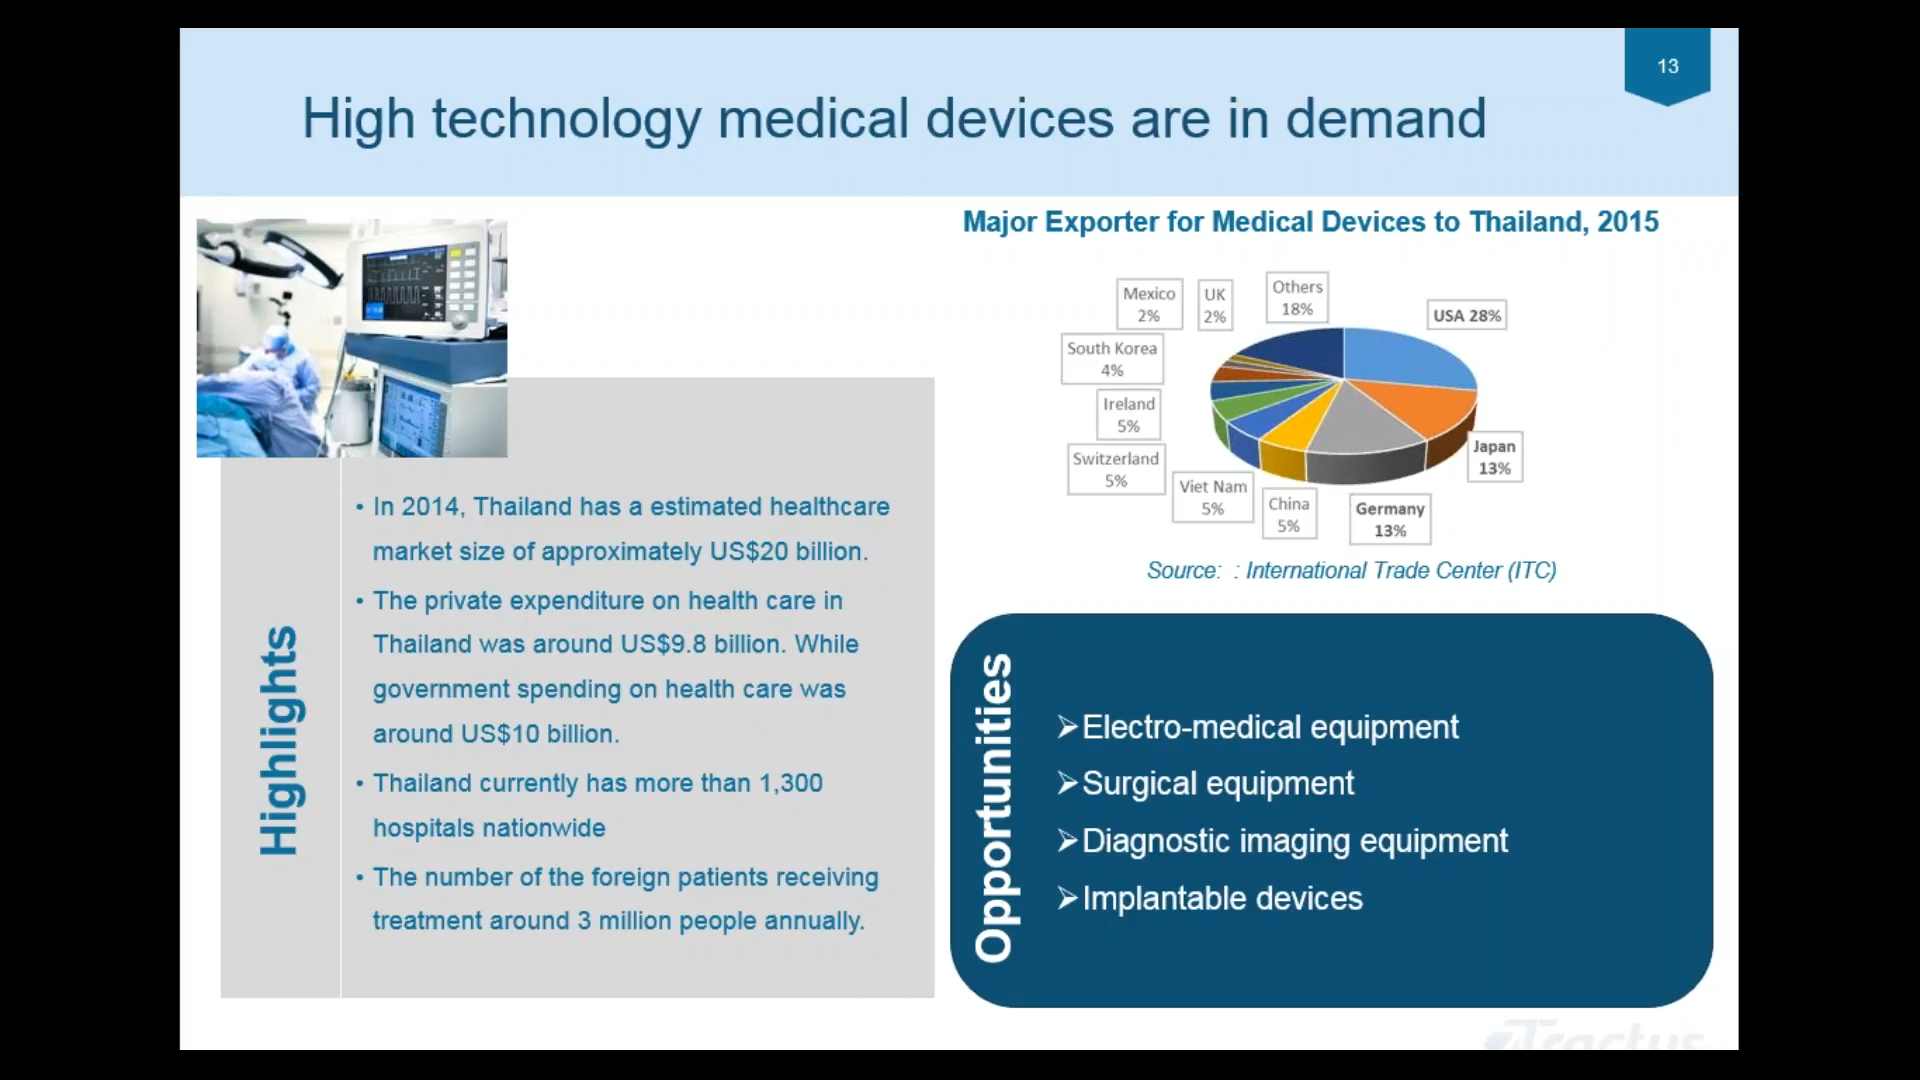 13
High technology medical devices are in demand
Major Exporter for Medical Devices to Thailand, 2015
Mexico
2%
UK
2%
Others
18%
USA 28%
South Korea
4%
Ireland
5%
Switzerland
5%
Viet Nam
5%
China
5%
Germany
13%
Japan
13%
Source:  : International Trade Center (ITC)
Highlights
• In 2014, Thailand has a estimated healthcare
market size of approximately US$20 billion.
• The private expenditure on health care in
Thailand was around US$9.8 billion. While
government spending on health care was
around US$10 billion.
• Thailand currently has more than 1,300
hospitals nationwide
• The number of the foreign patients receiving
treatment around 3 million people annually.
Opportunities
➢Electro-medical equipment
➢Surgical equipment
➢Diagnostic imaging equipment
➢Implantable devices
Tractus